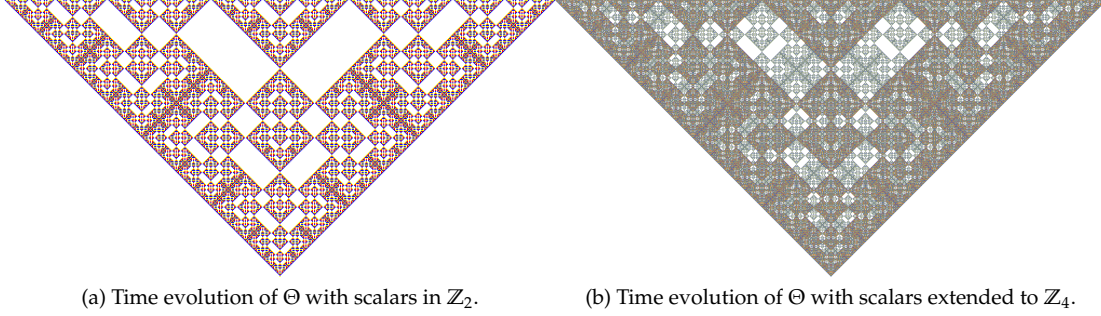 (a) Time evolution of Θ with scalars in ℤ₂.
(b) Time evolution of Θ with scalars extended to ℤ₄.